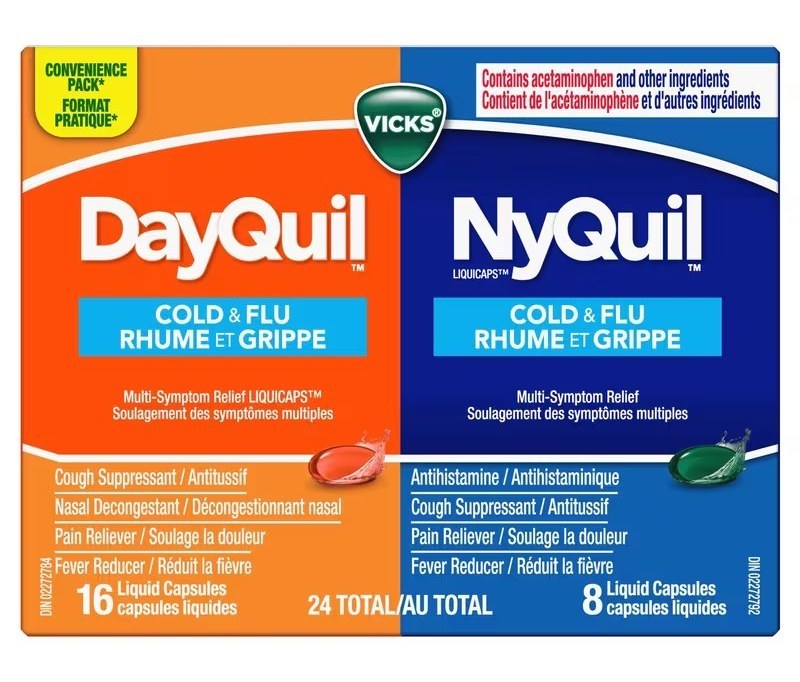 CONVENIENCE
PACK*
FORMAT
PRATIQUE*
VICKS®
Contains acetaminophen and other ingredients
Contient de l'acétaminophène et d'autres ingrédients
DayQuil™
COLD & FLU
RHUME ET GRIPPE
Multi-Symptom Relief LIQUICAPS™
Soulagement des symptômes multiples
Cough Suppressant / Antitussif
Nasal Decongestant / Décongestionnant nasal
Pain Reliever / Soulage la douleur
Fever Reducer / Réduit la fièvre
DIN 02272784
16 Liquid Capsules
capsules liquides
NyQuil™
LIQUICAPS™
COLD & FLU
RHUME ET GRIPPE
Multi-Symptom Relief
Soulagement des symptômes multiples
Antihistamine / Antihistaminique
Cough Suppressant / Antitussif
Pain Reliever / Soulage la douleur
Fever Reducer / Réduit la fièvre
8 Liquid Capsules
capsules liquides
DIN 02272792
24 TOTAL/AU TOTAL